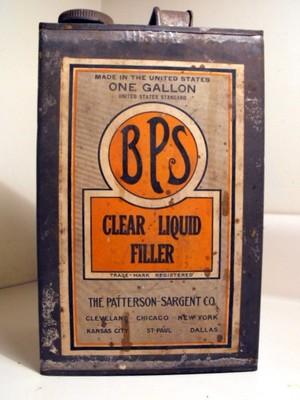 MADE IN THE UNITED STATES
ONE GALLON
UNITED STATES STANDARD
BPS
CLEAR LIQUID
FILLER
TRADE-MARK REGISTERED
THE PATTERSON-SARGENT CO.
CLEVELAND CHICAGO NEW YORK
KANSAS CITY ST. PAUL DALLAS